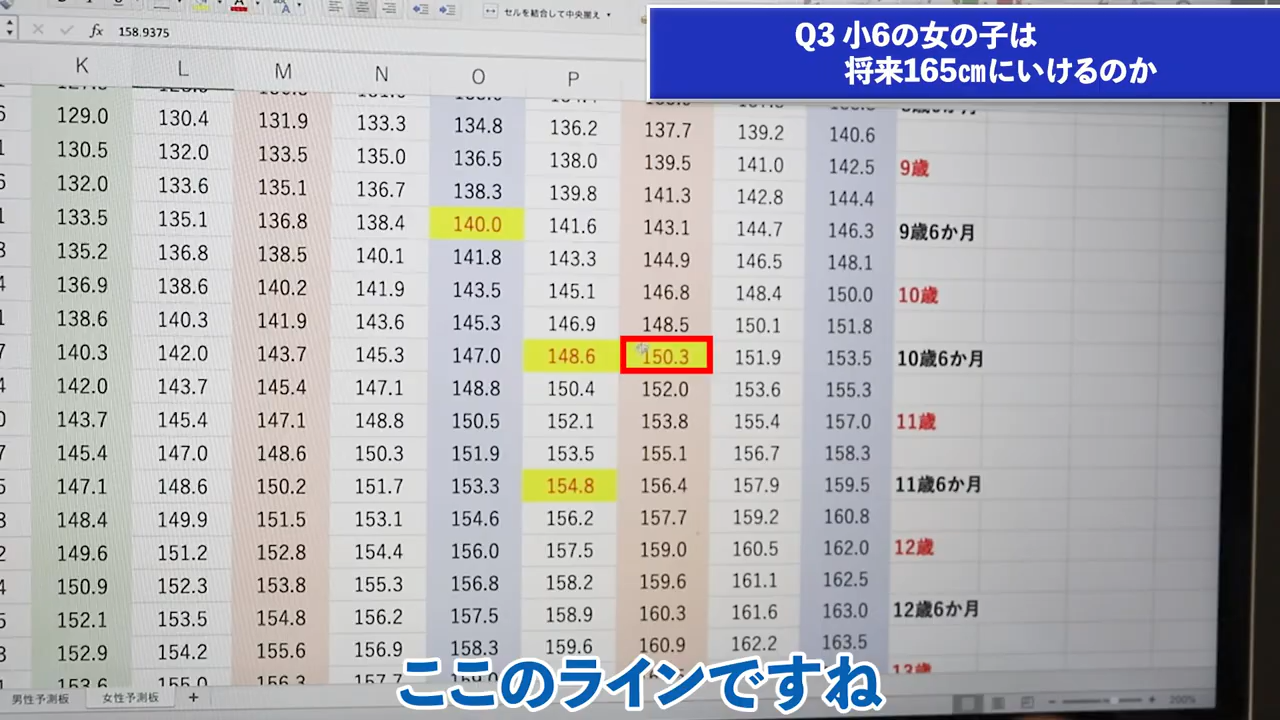 セルを結合して中央揃え
fx 158.9375
Q3 小6の女の子は
将来165㎝にいけるのか
K L M N O P
129.0 130.4 131.9 133.3 134.8 136.2 137.7 139.2 140.6
130.5 132.0 133.5 135.0 136.5 138.0 139.5 141.0 142.5 9歳
132.0 133.6 135.1 136.7 138.3 139.8 141.3 142.8 144.4
133.5 135.1 136.8 138.4 140.0 141.6 143.1 144.7 146.3 9歳6か月
135.2 136.8 138.5 140.1 141.8 143.3 144.9 146.5 148.1
136.9 138.6 140.2 141.9 143.5 145.1 146.8 148.4 150.0 10歳
138.6 140.3 141.9 143.6 145.3 146.9 148.5 150.1 151.8
140.3 142.0 143.7 145.3 147.0 148.6 150.3 151.9 153.5 10歳6か月
142.0 143.7 145.4 147.1 148.8 150.4 152.0 153.6 155.3
143.7 145.4 147.1 148.8 150.5 152.1 153.8 155.4 157.0 11歳
145.4 147.0 148.6 150.3 151.9 153.5 155.1 156.7 158.3
147.1 148.6 150.2 151.7 153.3 154.8 156.4 157.9 159.5 11歳6か月
148.4 149.9 151.5 153.1 154.6 156.2 157.7 159.2 160.8
149.6 151.2 152.8 154.4 156.0 157.5 159.0 160.5 162.0 12歳
150.9 152.3 153.8 155.3 156.8 158.2 159.6 161.1 162.5
152.1 153.5 154.8 156.2 157.5 158.9 160.3 161.6 163.0 12歳6か月
152.9 154.2 155.6 156.9 158.3 159.6 160.9 162.2 163.5
153.6 155.0 156.3 157.7 13歳
ここのラインですね
男性予測板 女性予測板 +
200%